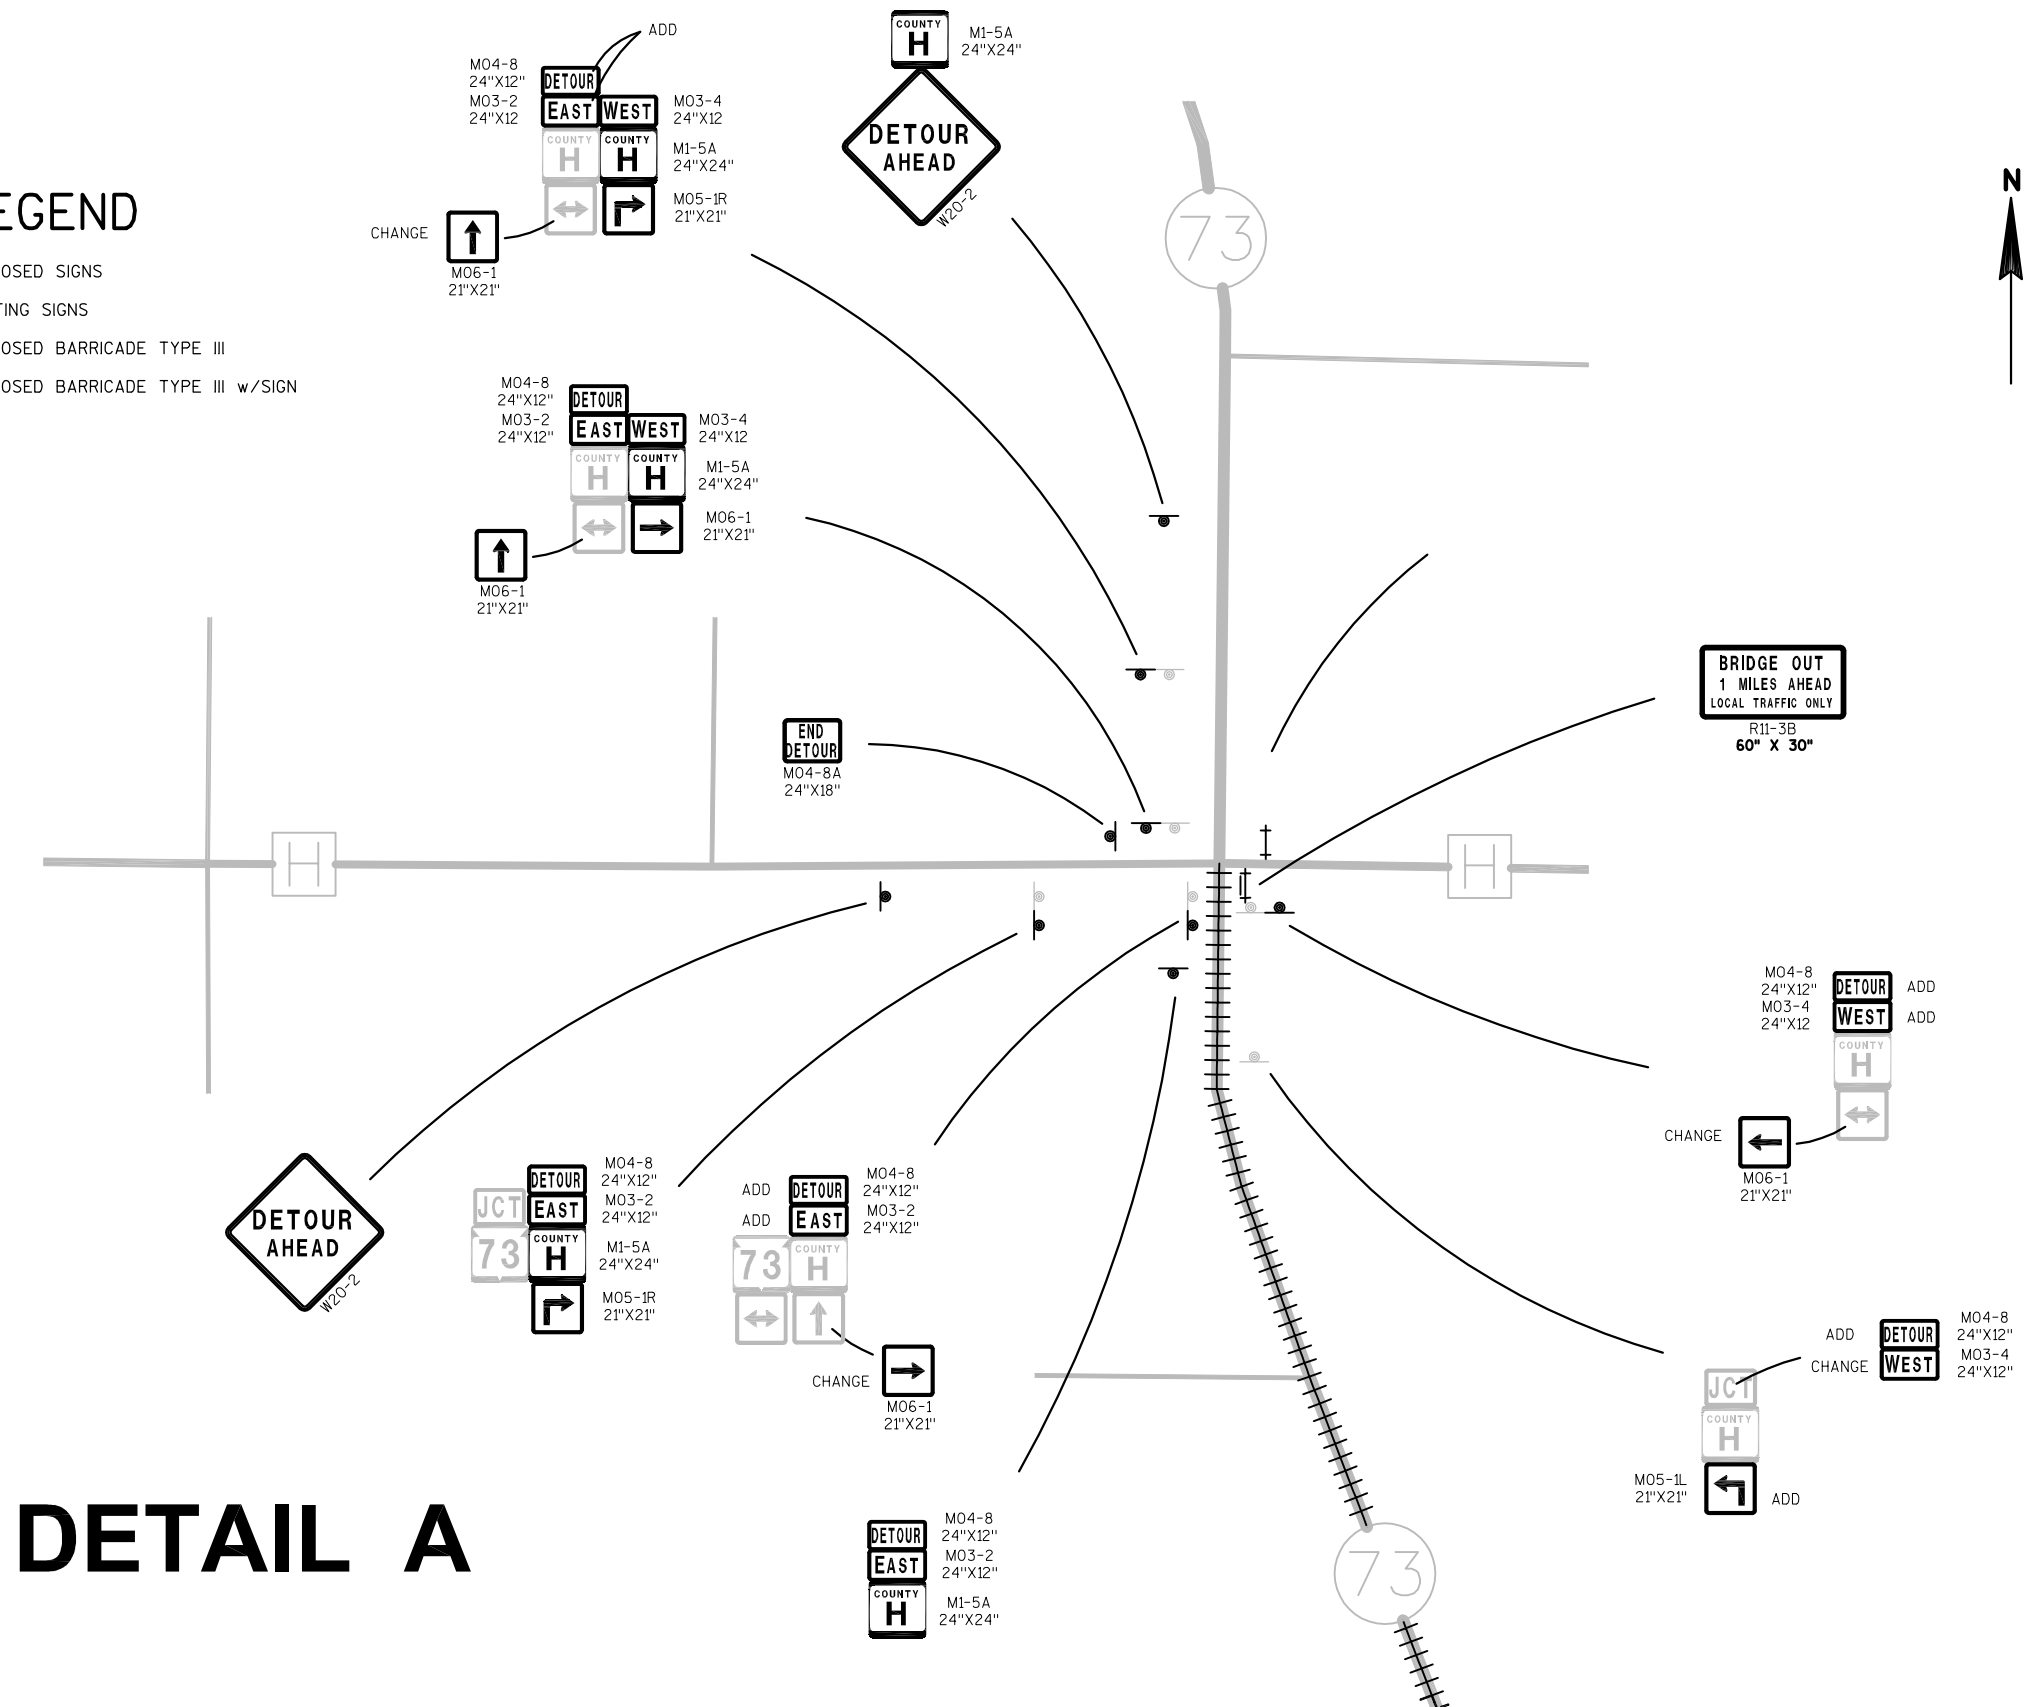 ADD
M04-8
24"X12"
M03-2
24"X12
DETOUR
EAST
WEST
COUNTY
H
COUNTY
H
M03-4
24"X12
M1-5A
24"X24"
M05-1R
21"X21"
CHANGE
M06-1
21"X21"
COUNTY
H
M1-5A
24"X24"
DETOUR
AHEAD
W20-2
73
N
EGEND
OSED SIGNS
TING SIGNS
OSED BARRICADE TYPE III
OSED BARRICADE TYPE III w/SIGN
M04-8
24"X12"
M03-2
24"X12"
DETOUR
EAST
WEST
COUNTY
H
COUNTY
H
M03-4
24"X12
M1-5A
24"X24"
M06-1
21"X21"
M06-1
21"X21"
END
DETOUR
M04-8A
24"X18"
BRIDGE OUT
1 MILES AHEAD
LOCAL TRAFFIC ONLY
R11-3B
60" X 30"
H
H
M04-8
24"X12"
M03-4
24"X12
DETOUR
WEST
COUNTY
H
ADD
ADD
CHANGE
M06-1
21"X21"
DETOUR
AHEAD
W20-2
JCT
73
DETOUR
EAST
COUNTY
H
M04-8
24"X12"
M03-2
24"X12"
M1-5A
24"X24"
M05-1R
21"X21"
ADD
ADD
DETOUR
EAST
73
COUNTY
H
M04-8
24"X12"
M03-2
24"X12"
CHANGE
M06-1
21"X21"
ADD
CHANGE
DETOUR
WEST
M04-8
24"X12"
M03-4
24"X12"
JCT
COUNTY
H
M05-1L
21"X21"
ADD
DETAIL A
DETOUR
EAST
COUNTY
H
M04-8
24"X12"
M03-2
24"X12"
M1-5A
24"X24"
73